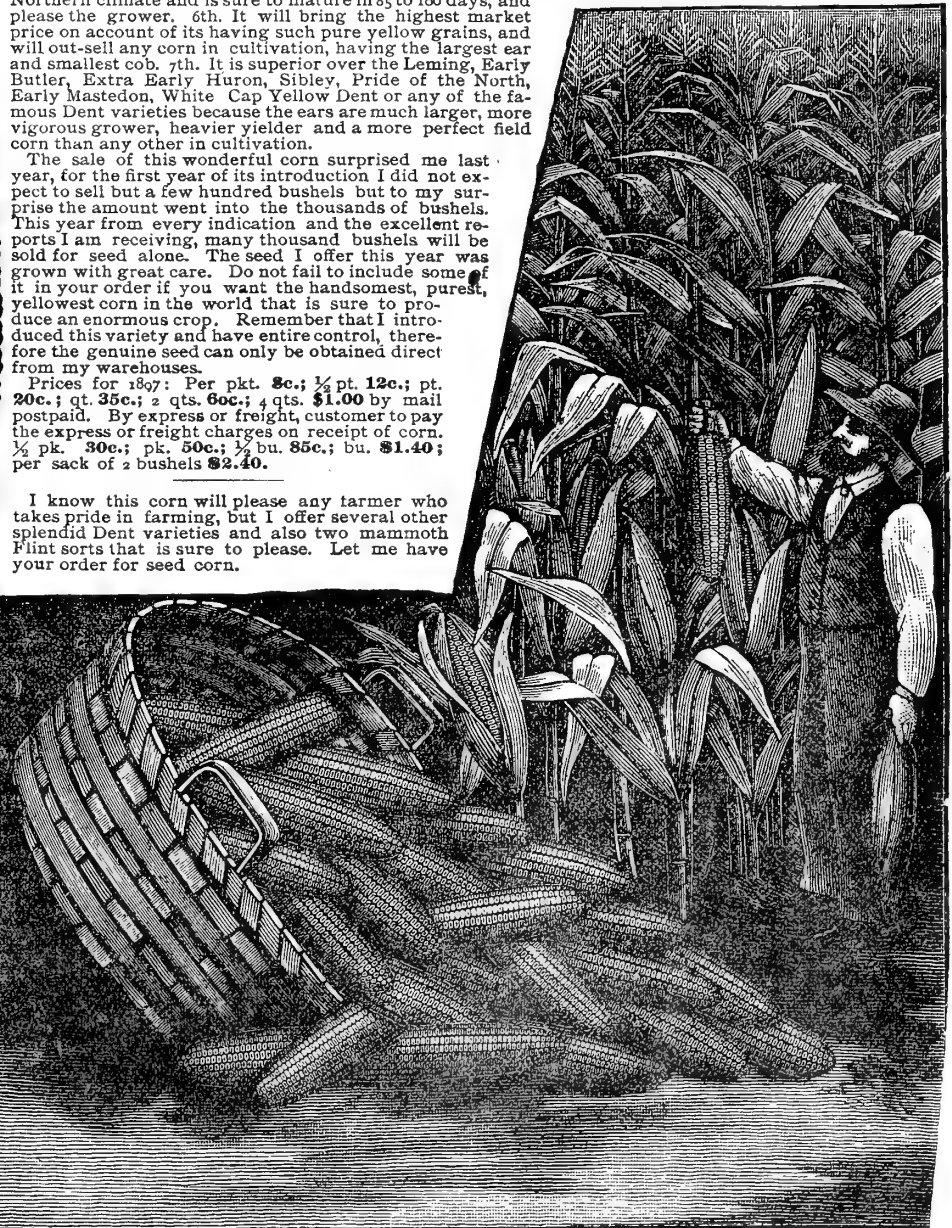 Northern climate and is sure to mature in 85 to 100 days, and
please the grower. 6th. It will bring the highest market
price on account of its having such pure yellow grains, and
will out-sell any corn in cultivation, having the largest ear
and smallest cob. 7th. It is superior over the Leming, Early
Butler, Extra Early Huron, Sibley, Pride of the North,
Early Mastedon, White Cap Yellow Dent or any of the fa-
mous Dent varieties because the ears are much larger, more
vigorous grower, heavier yielder and a more perfect field
corn than any other in cultivation.
The sale of this wonderful corn surprised me last
year, for the first year of its introduction I did not ex-
pect to sell but a few hundred bushels but to my sur-
prise the amount went into the thousands of bushels.
This year from every indication and the excellent re-
ports I am receiving, many thousand bushels will be
sold for seed alone. The seed I offer this year was
grown with great care. Do not fail to include some of
it in your order if you want the handsomest, purest,
yellowest corn in the world that is sure to pro-
duce an enormous crop. Remember that I intro-
duced this variety and have entire control, there-
fore the genuine seed can only be obtained direct
from my warehouses.
Prices for 1897: Per pkt. 8c.; ½ pt. 12c.; pt.
20c.; qt. 35c.; 2 qts. 60c.; 4 qts. $1.00 by mail
postpaid. By express or freight, customer to pay
the express or freight charges on receipt of corn.
½ pk. 30c.; pk. 50c.; ½ bu. 85c.; bu. $1.40;
per sack of 2 bushels $2.40.
I know this corn will please any farmer who
takes pride in farming, but I offer several other
splendid Dent varieties and also two mammoth
Flint sorts that is sure to please. Let me have
your order for seed corn.